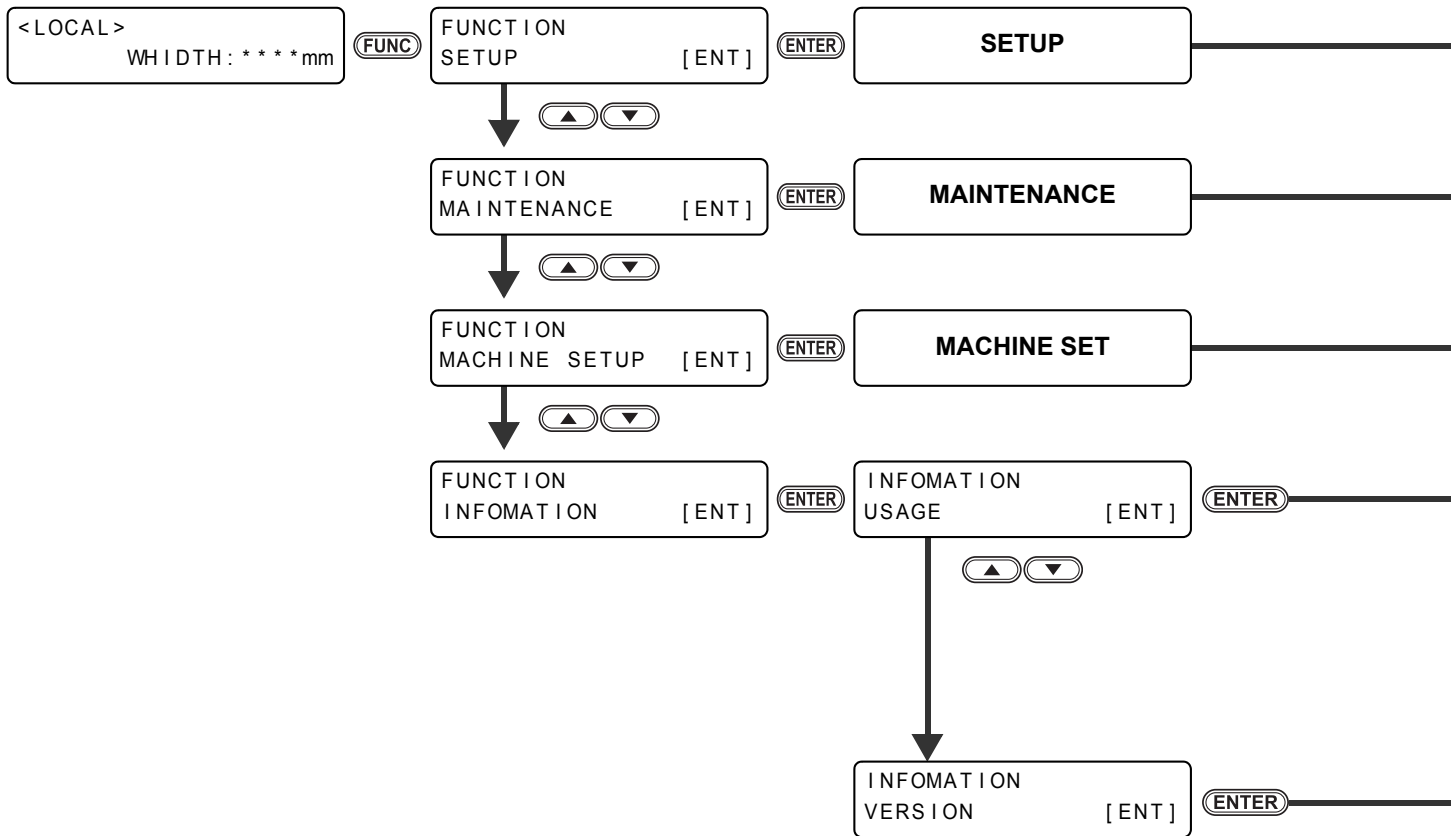 <LOCAL>
WHIDTH:****mm
FUNC
FUNCTION
SETUP [ENT]
ENTER
SETUP
FUNCTION
MAINTENANCE [ENT]
ENTER
MAINTENANCE
FUNCTION
MACHINE SETUP [ENT]
ENTER
MACHINE SET
FUNCTION
INFOMATION [ENT]
ENTER
INFOMATION
USAGE [ENT]
ENTER
INFOMATION
VERSION [ENT]
ENTER